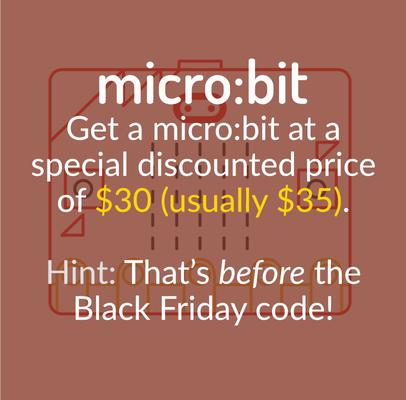 micro:bit
Get a micro:bit at a
special discounted price
of $30 (usually $35).
Hint: That's before the
Black Friday code!